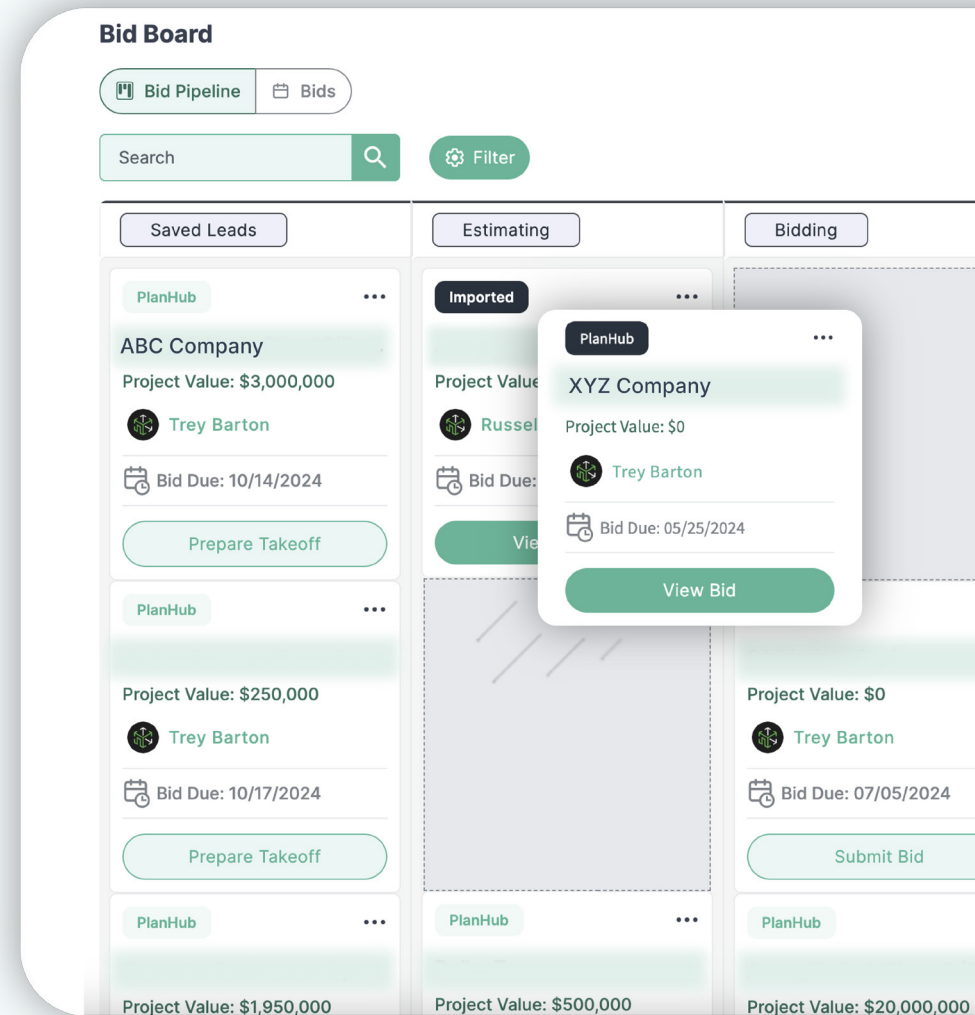 Bid Board
Bid Pipeline
Bids
Search
Filter
Saved Leads
Estimating
Bidding
PlanHub
ABC Company
Project Value: $3,000,000
Trey Barton
Bid Due: 10/14/2024
Prepare Takeoff
PlanHub
Project Value: $250,000
Trey Barton
Bid Due: 10/17/2024
Prepare Takeoff
PlanHub
Project Value: $1,950,000
Imported
Project Value
Bid Due:
PlanHub
Project Value: $500,000
PlanHub
XYZ Company
Project Value: $0
Trey Barton
Bid Due: 05/25/2024
View Bid
Project Value: $0
Trey Barton
Bid Due: 07/05/2024
Submit Bid
PlanHub
Project Value: $20,000,000